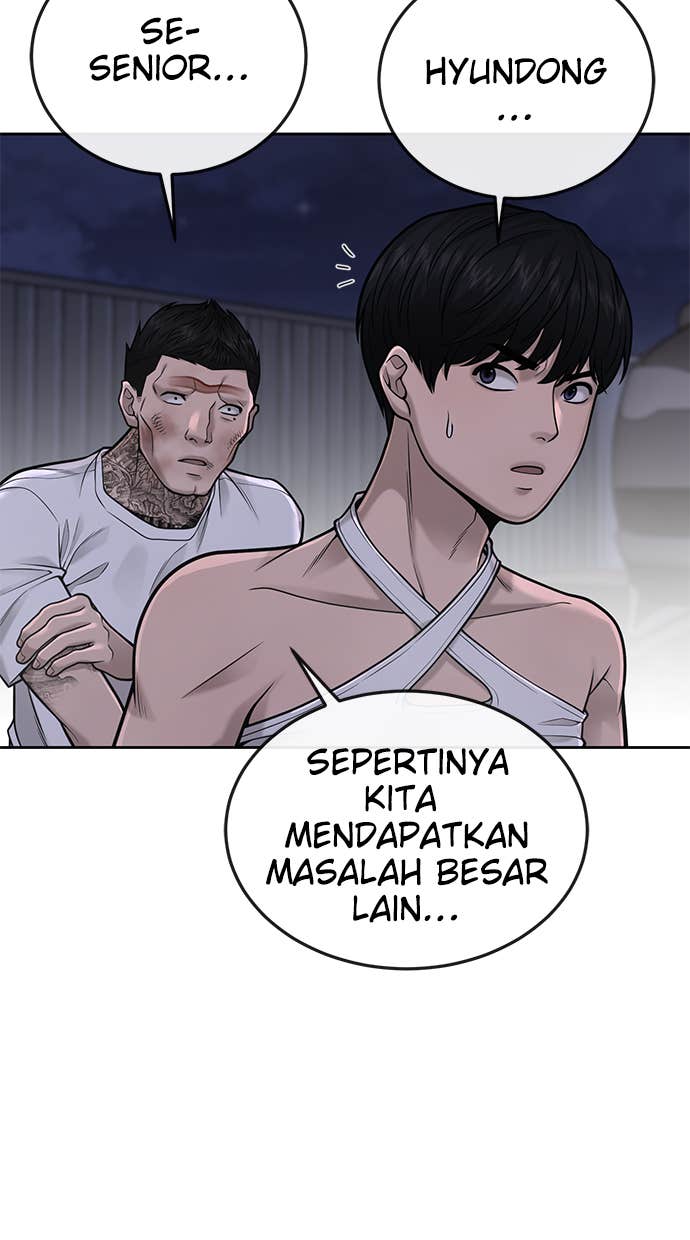 SE-
SENIOR...
HYUNDONG
...
SEPERTINYA
KITA
MENDAPATKAN
MASALAH BESAR
LAIN...